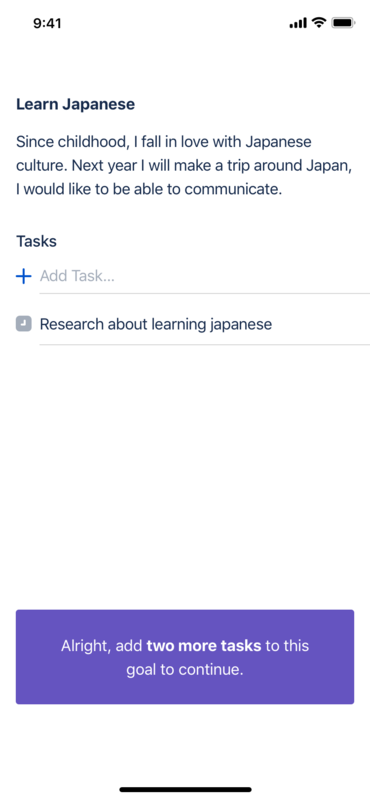 9:41
Learn Japanese
Since childhood, I fall in love with Japanese
culture. Next year I will make a trip around Japan,
I would like to be able to communicate.
Tasks
Add Task...
Research about learning japanese
Alright, add two more tasks to this
goal to continue.